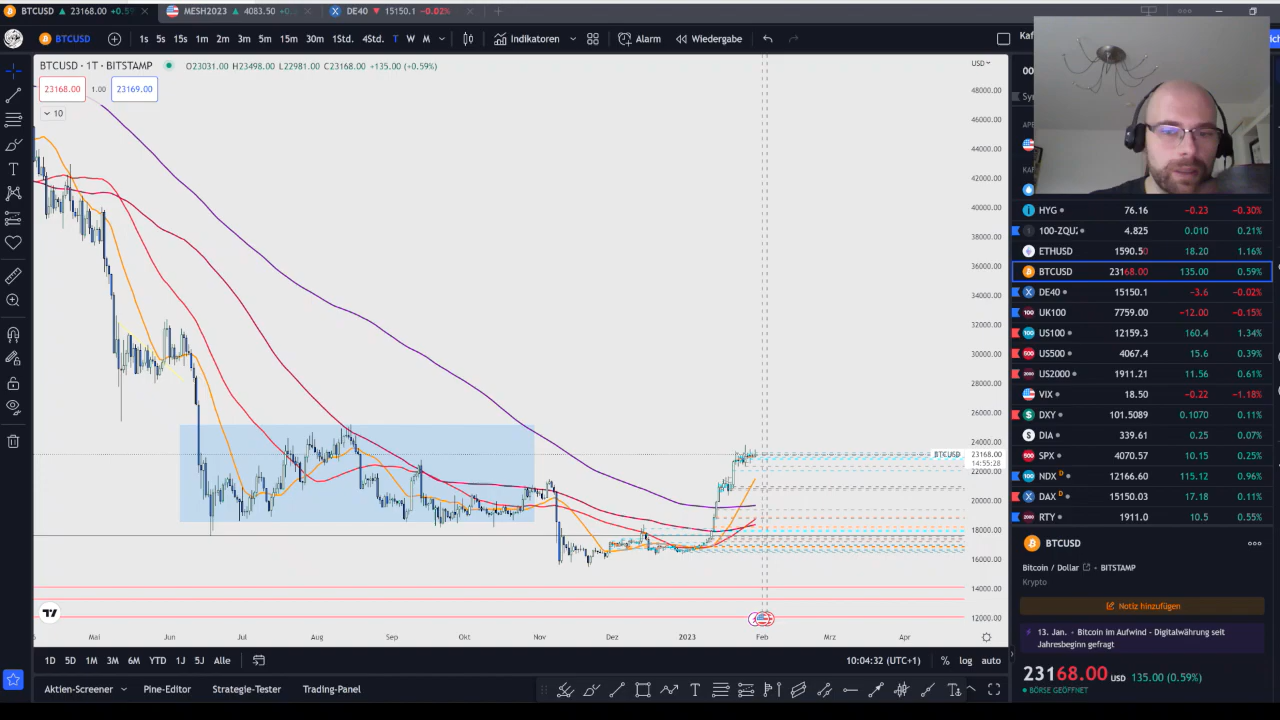 BTCUSD ▲ 23168.00 +0.5
MESH2023 ▲ 4083.50 +0.
DE40 ▼ 15150.1 −0.02%
BTCUSD 1s 5s 15s 1m 2m 3m 5m 15m 30m 1Std. 4Std. T W M Indikatoren Alarm Wiedergabe
BTCUSD · 1T · BITSTAMP O23031.00 H23498.00 L22981.00 C23168.00 +135.00 (+0.59%)
23168.00 1.00 23169.00
10
USD
48000.00
46000.00
44000.00
42000.00
40000.00
38000.00
36000.00
34000.00
32000.00
30000.00
28000.00
26000.00
24000.00
BTCUSD 23168.00
14:55:28
22000.00
20000.00
18000.00
16000.00
14000.00
12000.00
Mai Jun Jul Aug Sep Okt Nov Dez 2023 Feb Mrz Apr
1D 5D 1M 3M 6M YTD 1J 5J Alle
10:04:32 (UTC+1) % log auto
Aktien-Screener Pine-Editor Strategie-Tester Trading-Panel
HYG 76.16 −0.23 −0.30%
100-ZQU2 4.825 0.010 0.21%
ETHUSD 1590.50 18.20 1.16%
BTCUSD 23168.00 135.00 0.59%
DE40 15150.1 −3.6 −0.02%
UK100 7759.00 −12.00 −0.15%
US100 12159.3 160.4 1.34%
US500 4067.4 15.6 0.39%
US2000 1911.21 11.56 0.61%
VIX 18.50 −0.22 −1.18%
DXY 101.5089 0.1070 0.11%
DIA 339.61 0.25 0.07%
SPX 4070.57 10.15 0.25%
NDX D 12166.60 115.12 0.96%
DAX D 15150.03 17.18 0.11%
RTY 1911.0 10.5 0.55%
BTCUSD
Bitcoin / Dollar • BITSTAMP
Krypto
Notiz hinzufügen
13. Jan. - Bitcoin im Aufwind - Digitalwährung seit
Jahresbeginn gefragt
23168.00 USD 135.00 (0.59%)
BÖRSE GEÖFFNET